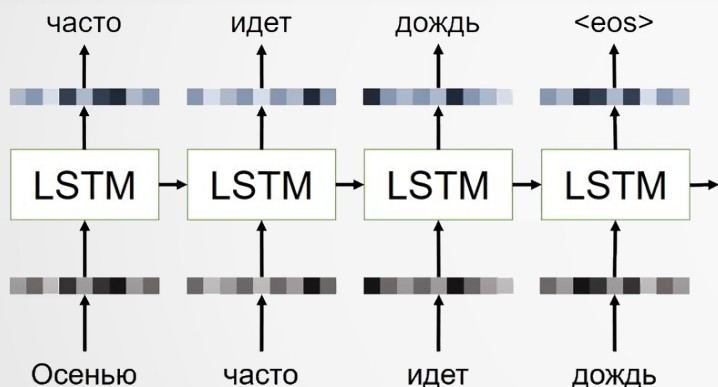 часто идет дождь <eos>
LSTM LSTM LSTM LSTM
Осенью часто идет дождь